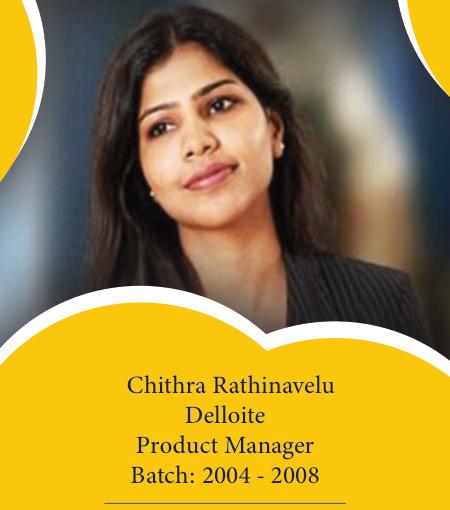 Chithra Rathinavelu
Delloite
Product Manager
Batch: 2004 - 2008